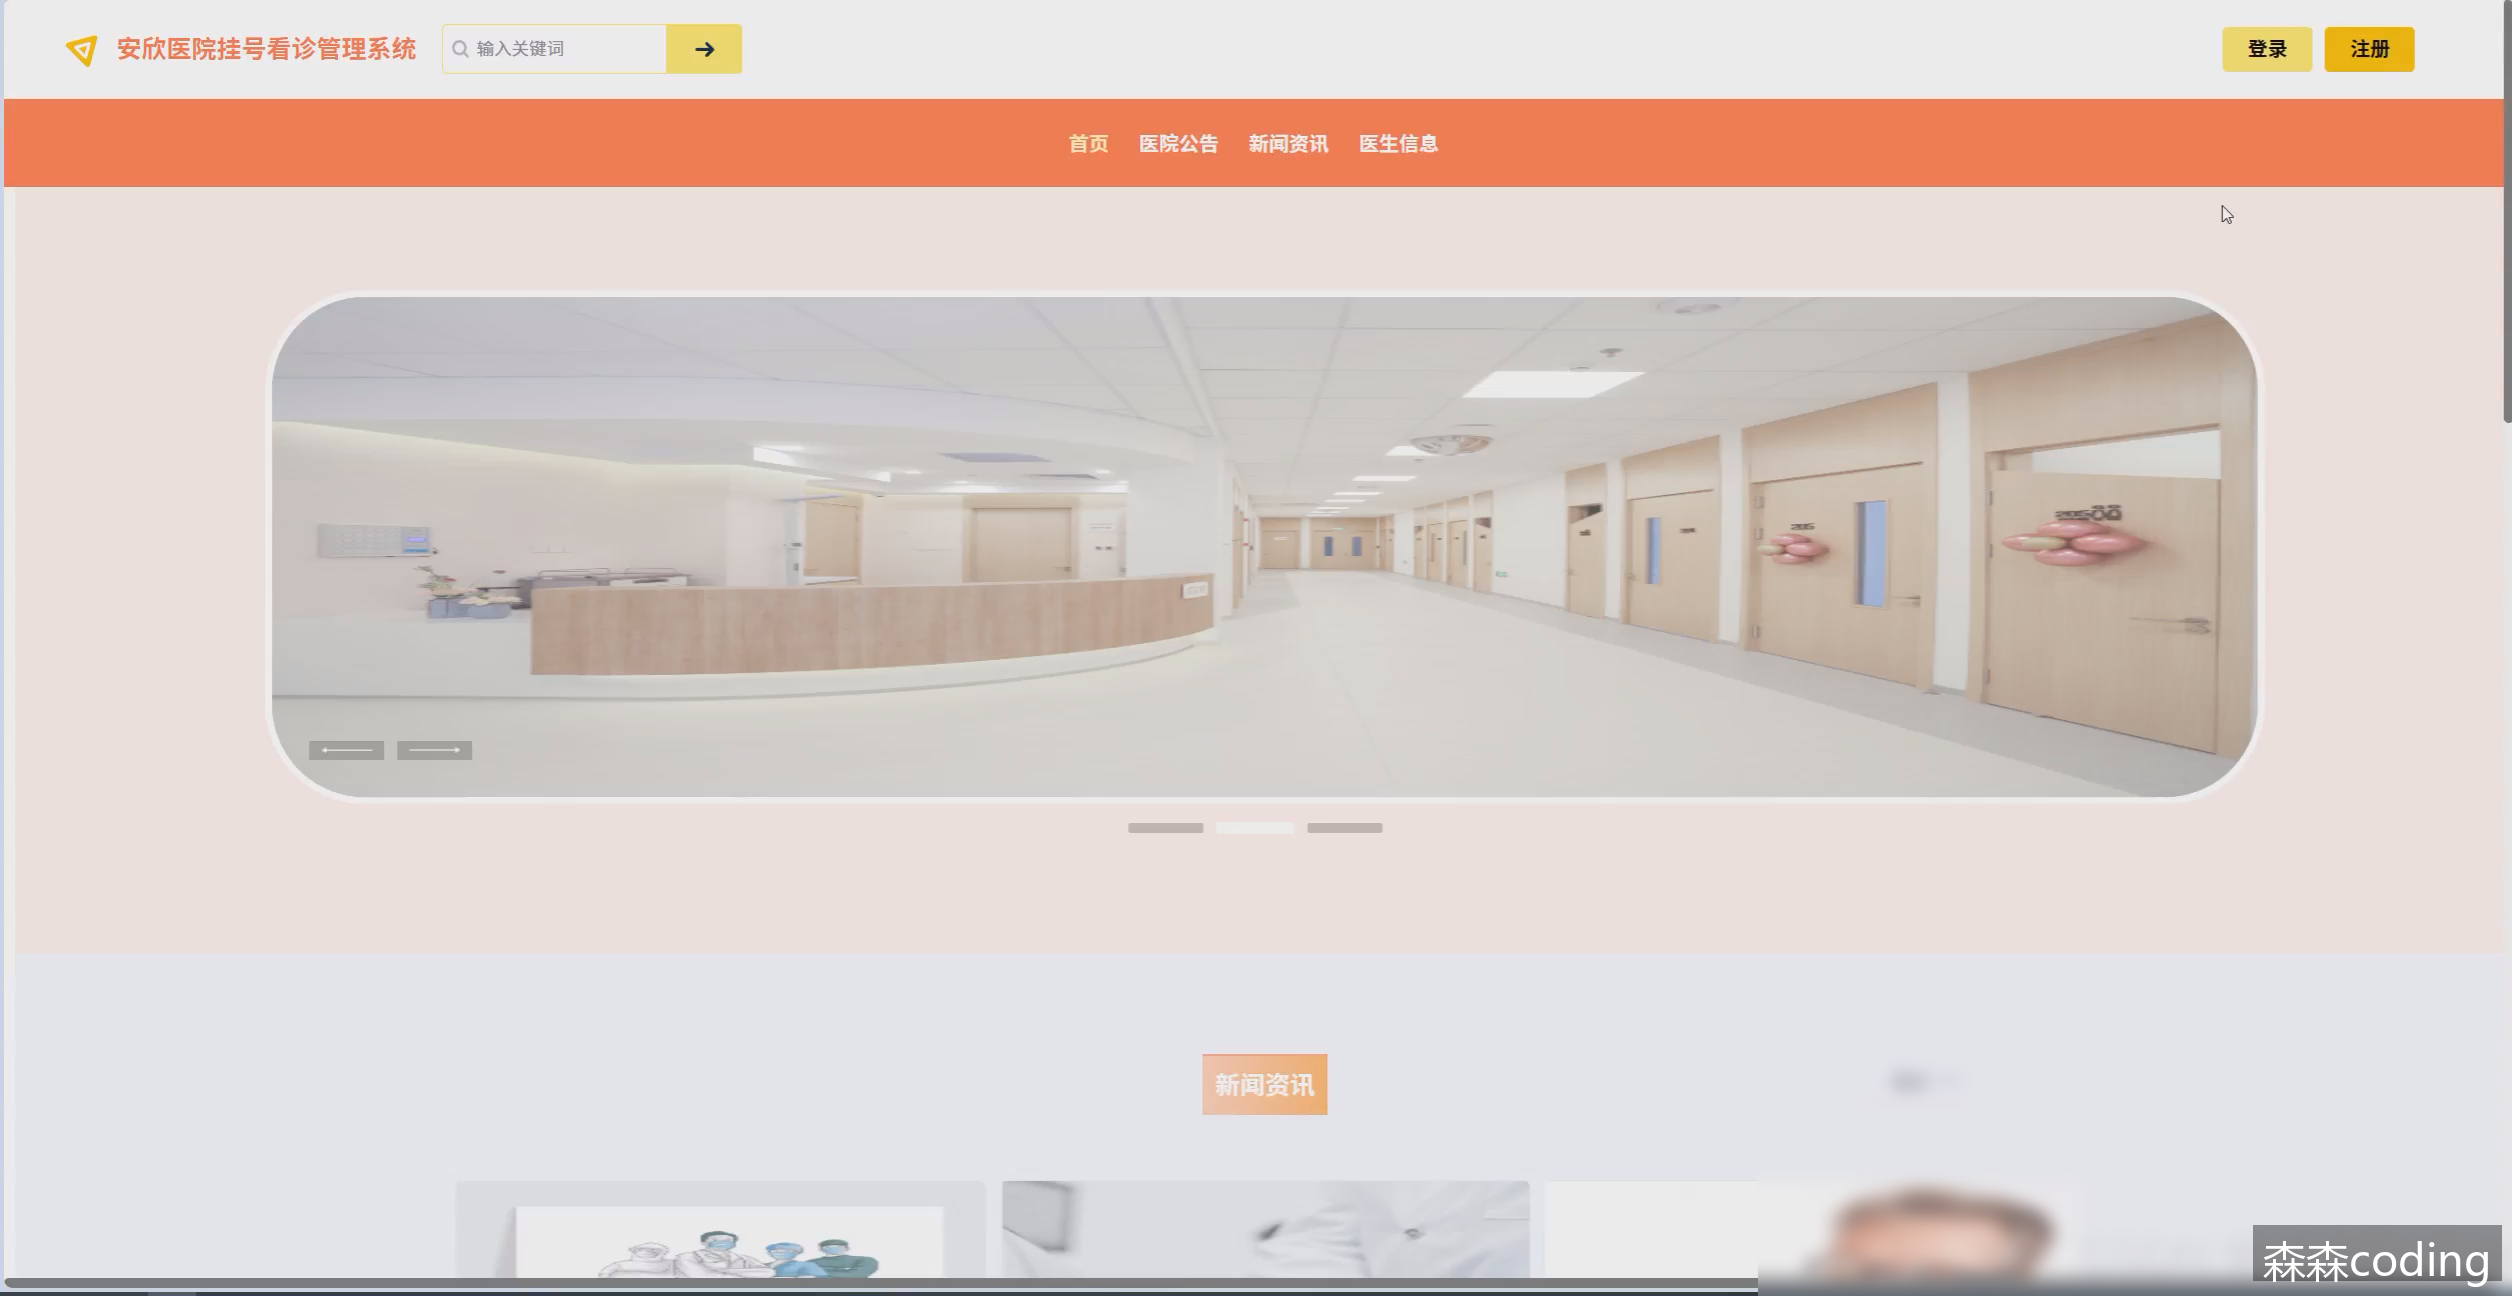 安欣医院挂号看诊管理系统
输入关键词
登录
注册
首页 医院公告 新闻资讯 医生信息
新闻资讯
森森coding